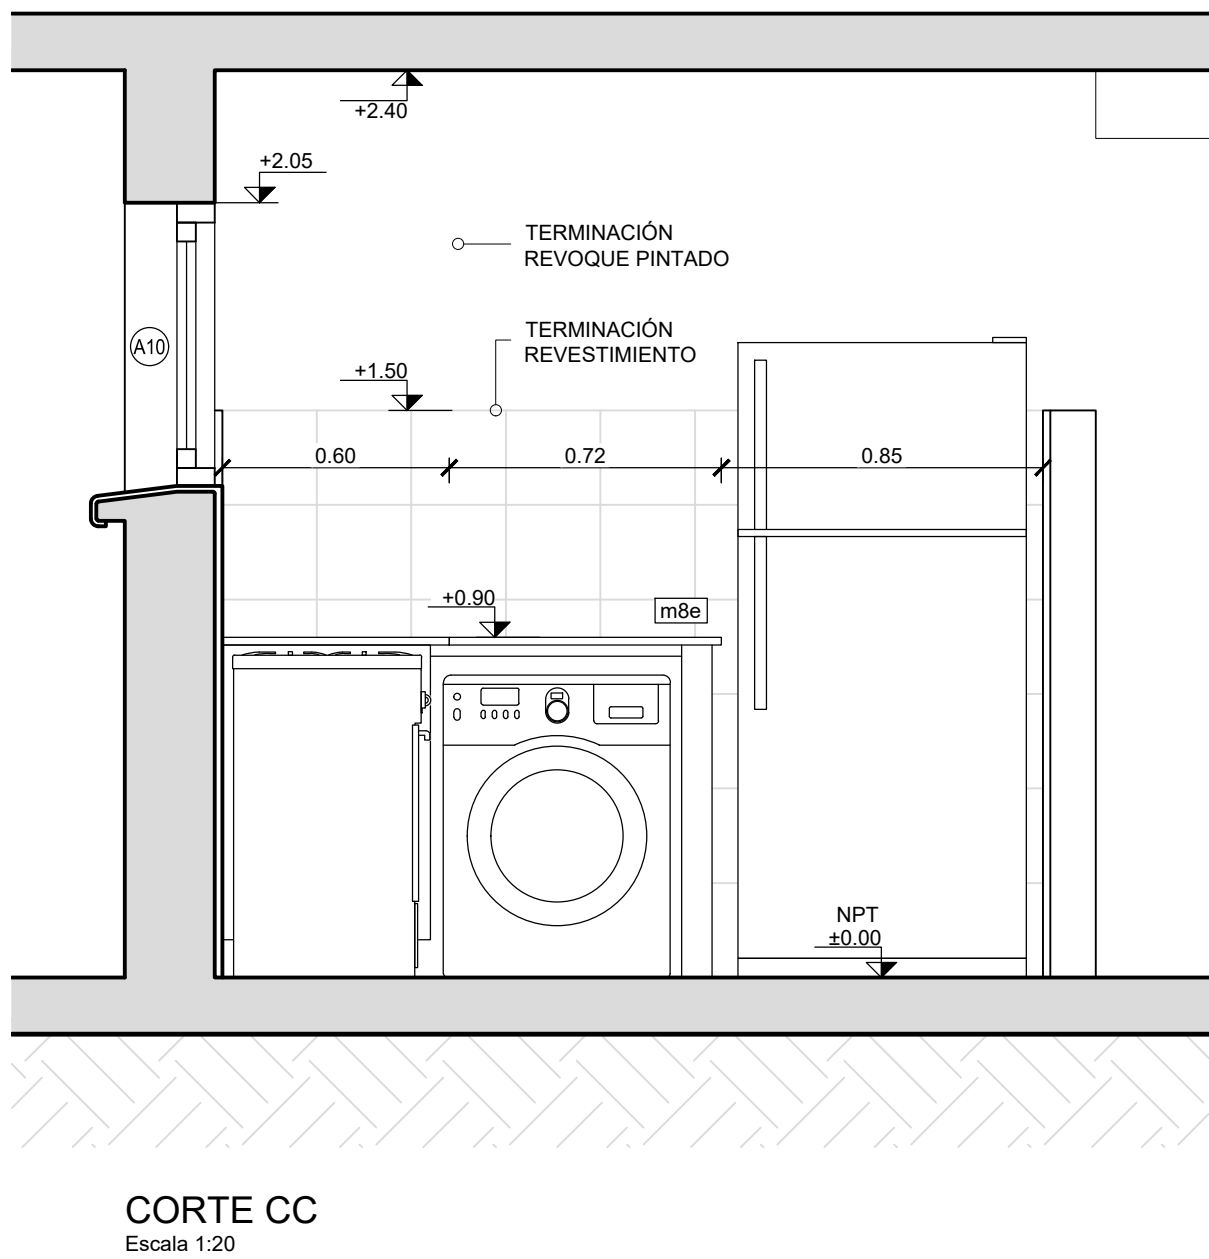 +2.40
+2.05
TERMINACIÓN
REVOQUE PINTADO
TERMINACIÓN
REVESTIMIENTO
A10
+1.50
0.60
0.72
0.85
+0.90
m8e
NPT
±0.00
CORTE CC
Escala 1:20